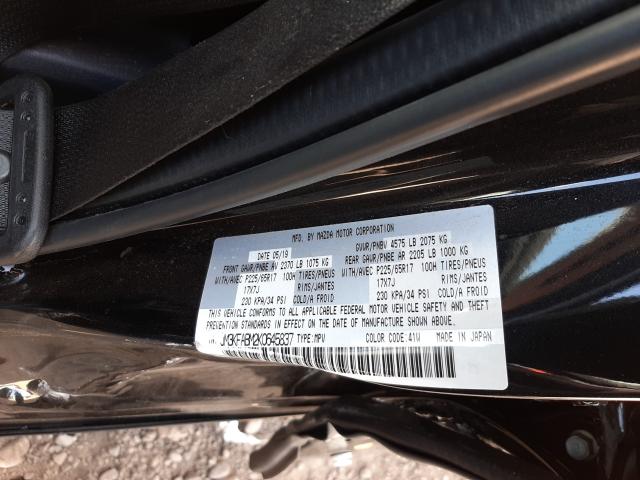 MFG. BY MAZDA MOTOR CORPORATION
DATE 05/19 GVWR/PNBV 4575 LB 2075 KG
FRONT GAWR/PNBE AV 2370 LB 1075 KG REAR GAWR/PNBE AR 2205 LB 1000 KG
WITH/AVEC P225/65R17 100H TIRES/PNEUS WITH/AVEC P225/65R17 100H TIRES/PNEUS
17X7J RIMS/JANTES 17X7J RIMS/JANTES
230 KPA/34 PSI COLD/A FROID 230 KPA/34 PSI COLD/A FROID
THIS VEHICLE CONFORMS TO ALL APPLICABLE FEDERAL MOTOR VEHICLE SAFETY AND THEFT
PREVENTION STANDARDS IN EFFECT ON THE DATE OF MANUFACTURE SHOWN ABOVE.
JM3KFABM2K0645837 TYPE:MPV COLOR CODE:41W MADE IN JAPAN